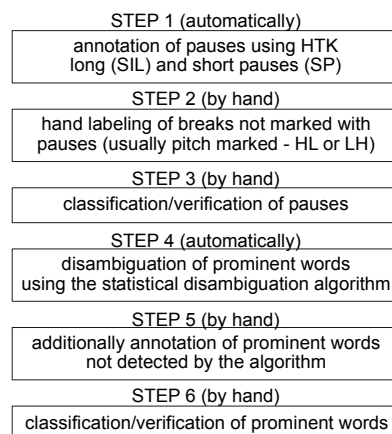 STEP 1 (automatically)
annotation of pauses using HTK
long (SIL) and short pauses (SP)
STEP 2 (by hand)
hand labeling of breaks not marked with
pauses (usually pitch marked - HL or LH)
STEP 3 (by hand)
classification/verification of pauses
STEP 4 (automatically)
disambiguation of prominent words
using the statistical disambiguation algorithm
STEP 5 (by hand)
additionally annotation of prominent words
not detected by the algorithm
STEP 6 (by hand)
classification/verification of prominent words